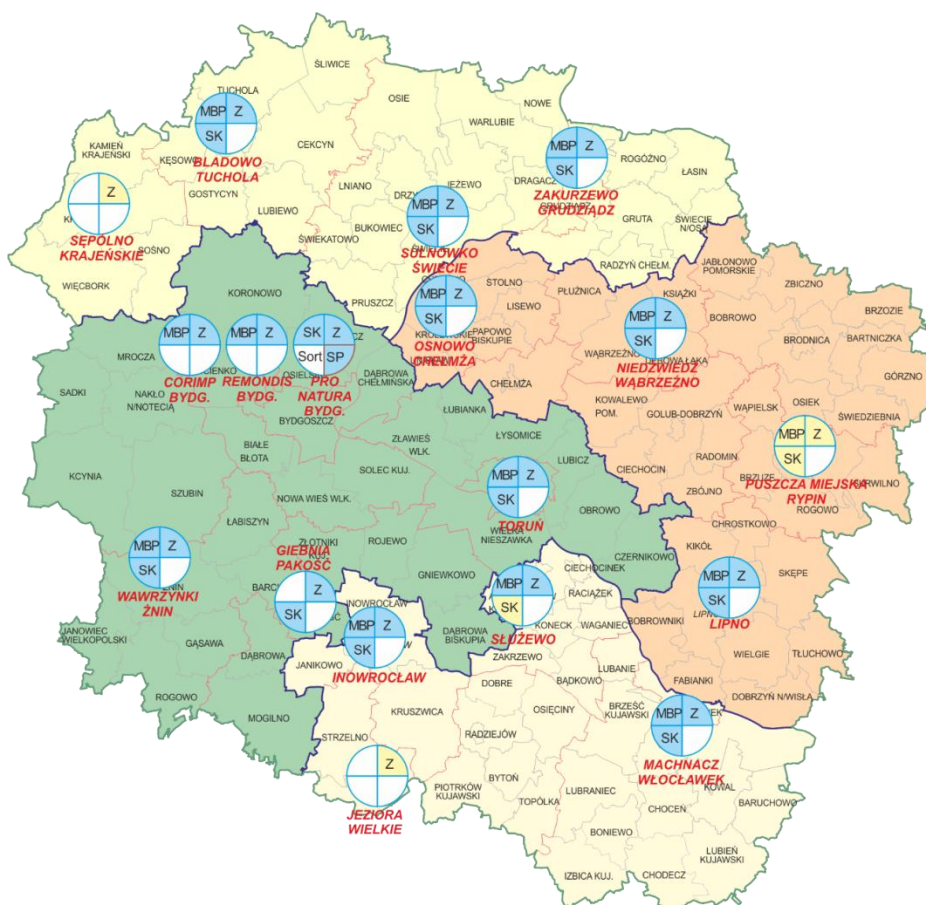 ŚLIWICE
TUCHOLA
OSIE
NOWE
WARLUBIE
MBP Z
SK
BLADOWO
TUCHOLA
KAMIEŃ
KRAJEŃSKI
KĘSOWO
CEKCYN
GOSTYCYN
LUBIEWO
LNIANO
BUKOWIEC
ŚWIEKATOWO
PRUSZCZ
JEŻEWO
MBP Z
SK
SULNÓWKO
ŚWIECIE
DRAGACZ
MBP Z
SK
ZAKURZEWO
GRUDZIĄDZ
ROGÓŹNO
ŁASIN
GRUTA
ŚWIECIE
RADZYŃ CHEŁM.
Z
SĘPÓLNO
KRAJEŃSKIE
SOŚNO
WIĘCBORK
KORONOWO
STOLNO
LISEWO
PAPOWO
BISKUPIE
CHEŁMŻA
MBP Z
SK
OSNOWO
CHEŁMŻA
PŁUŻNICA
KSIĄŻKI
JABŁONOWO
POMORSKIE
ZBICZNO
BOBROWO
BRZOZIE
BRODNICA
BARTNICZKA
GÓRZNO
MBP Z
SK
WĄBRZEŹNO
NIEDŹWIEDŹ
WĄBRZEŹNO
MROCZA
SADKI
NAKŁO
N/NOTECIĄ
MBP Z
CORIMP
BYDG.
MBP Z
REMONDIS
BYDG.
SK Z
Sort SP
PRO
NATURA
BYDG.
DĄBROWA
CHEŁMIŃSKA
BYDGOSZCZ
BIAŁE
BŁOTA
ŁUBIANKA
ZŁAWIEŚ
WLK.
ŁYSOMICE
LUBICZ
KOWALEWO
POM.
GOLUB-DOBRZYŃ
WĄPIELSK
OSIEK
ŚWIEDZIEBNIA
MBP Z
SK
PUSZCZA MIEJSKA
RYPIN
BRZUZE
ROGOWO
RADOMIN
CIECHOCIN
ZBÓJNO
KCYNIA
SZUBIN
NOWA WIEŚ WLK.
SOLEC KUJ.
ŁABISZYN
MBP Z
SK
TORUŃ
WIELKA
NIESZAWKA
OBROWO
CZERNIKOWO
CHROSTKOWO
KIKÓŁ
SKĘPE
MBP Z
SK
WAWRZYNKI
ŻNIN
ZŁOTNIKI
KUJ.
ROJEWO
GNIEWKOWO
GIEBNIA
PAKOŚĆ
Z
SK
INOWROCŁAW
MBP Z
SK
INOWROCŁAW
MBP Z
SK
SŁUŻEWO
CIECHOCINEK
RACIĄŻEK
WAGANIEC
KONECK
ZAKRZEWO
DĄBROWA
BISKUPIA
MBP Z
SK
LIPNO
BOBROWNIKI
WIELGIE
TŁUCHOWO
FABIANKI
DOBRZYŃ N/WISŁĄ
JANOWIEC
WIELKOPOLSKI
GĄSAWA
DĄBROWA
ROGOWO
MOGILNO
JANIKOWO
KRUSZWICA
STRZELNO
DOBRE
BĄDKOWO
LUBANIE
BRZEŚĆ
KUJAWSKI
OSIĘCINY
RADZIEJÓW
MBP Z
SK
MACHNACZ
WŁOCŁAWEK
Z
JEZIORA
WIELKIE
PIOTRKÓW
KUJAWSKI
BYTOŃ
TOPÓLKA
LUBRANIEC
KOWAL
BARUCHOWO
CHOCEŃ
BONIEWO
LUBIEŃ
KUJAWSKI
IZBICA KUJ.
CHODECZ